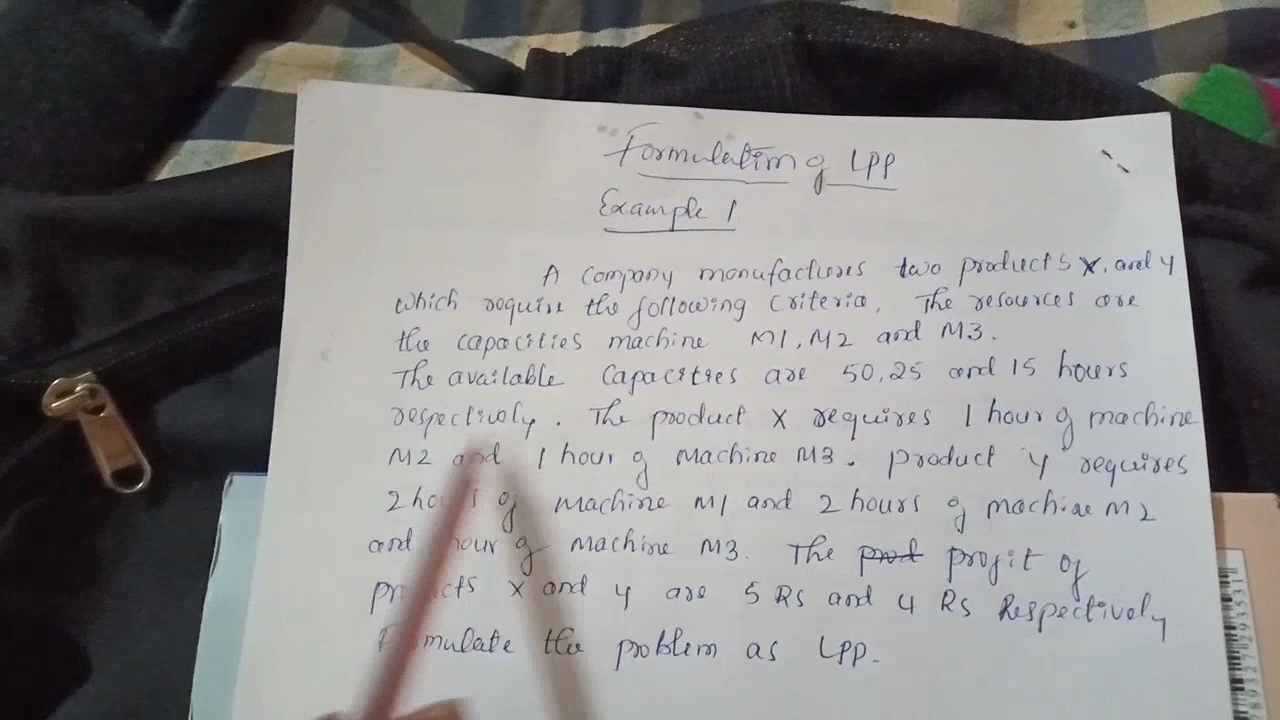 Formulation of LPP
Example 1
A company manufactures two products x, and y
which require the following criteria, The resources are
the capacities machine M1, M2 and M3.
The available capacities are 50, 25 and 15 hours
respectively. The product x requires 1 hour of machine
M2 and 1 hour of machine M3. product y requires
2 of machine M1 and 2 hours of machine M2
and of machine M3. The prod profit of
x and y are 5 Rs and 4 Rs Respectively
the problem as LPP.